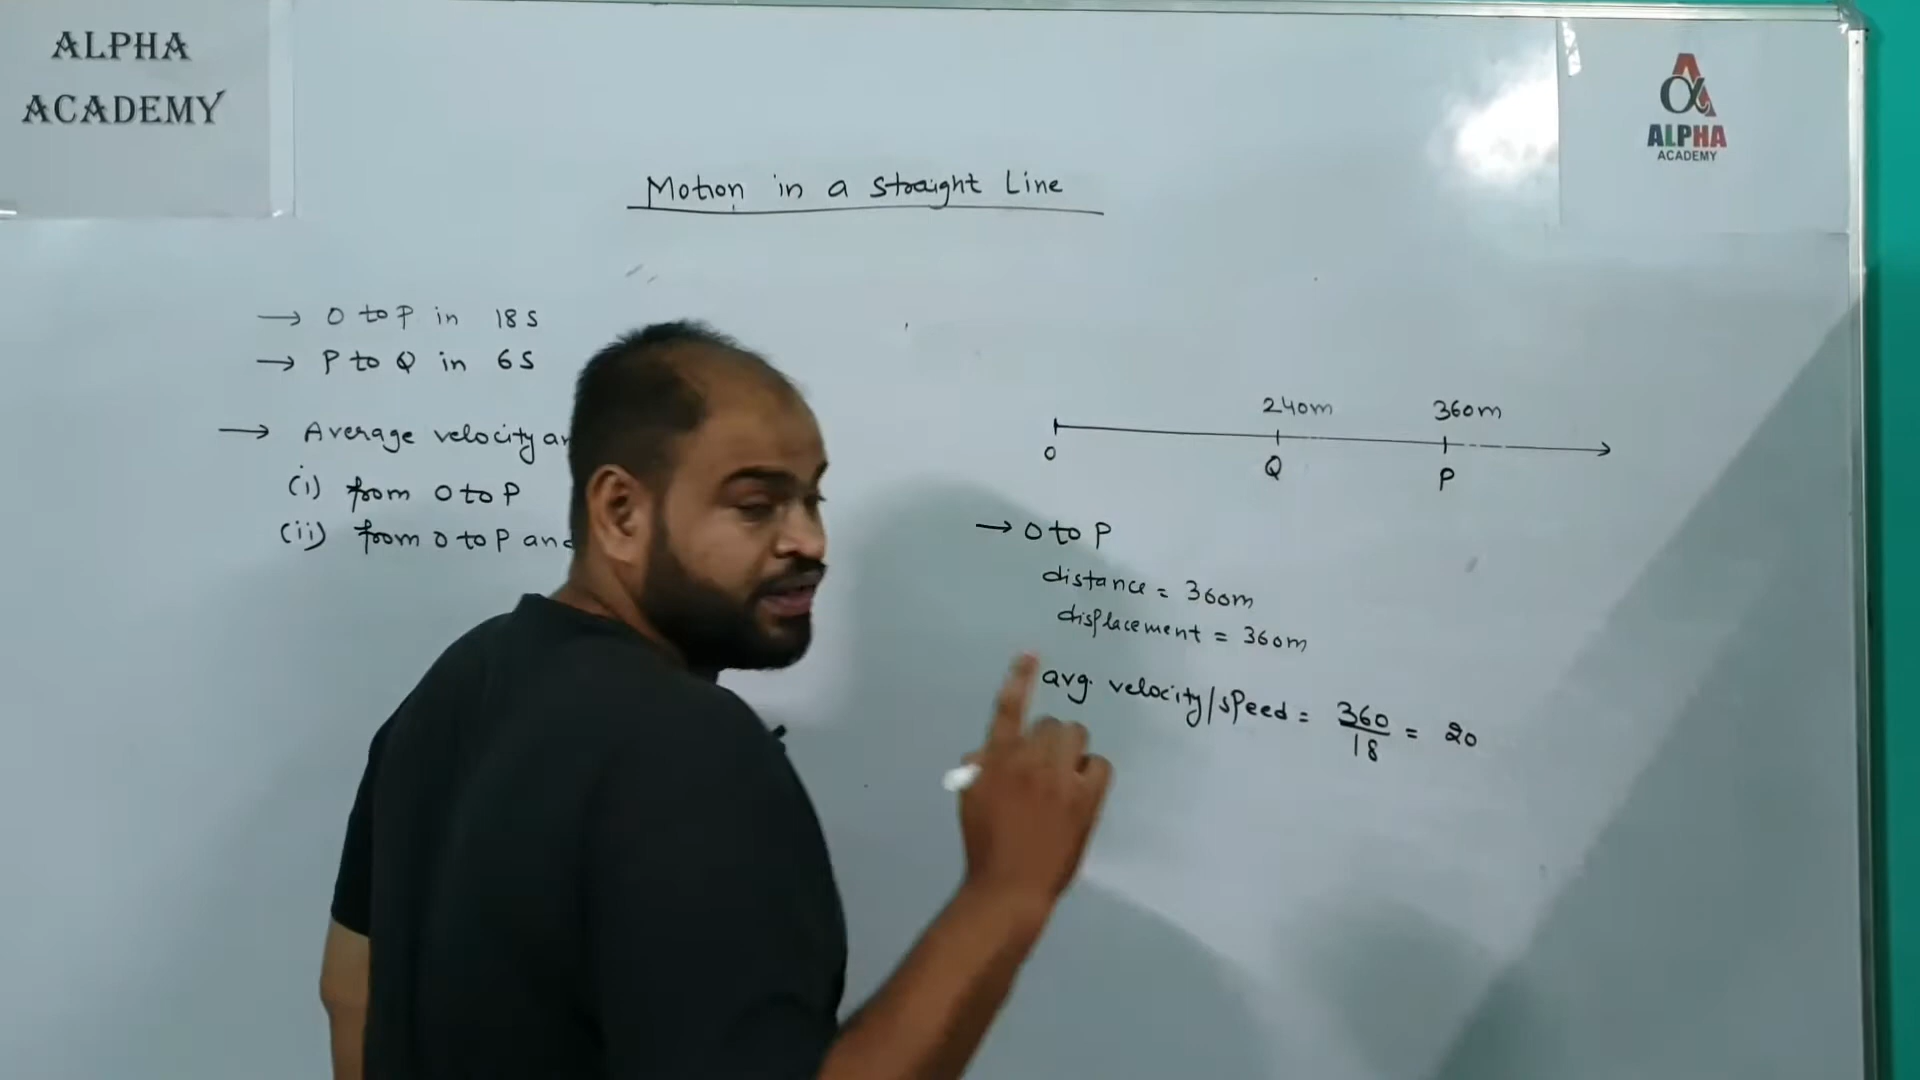 ALPHA
ACADEMY
ALPHA
ACADEMY
Motion in a straight Line
→ O to P in 18 s
→ P to Q in 6 s
→ Average velocity
(i) from O to P
(ii) from O to P
240m 360m
O Q P
→ O to P
distance = 360m
displacement = 360m
avg. velocity/speed = 360/18 = 20